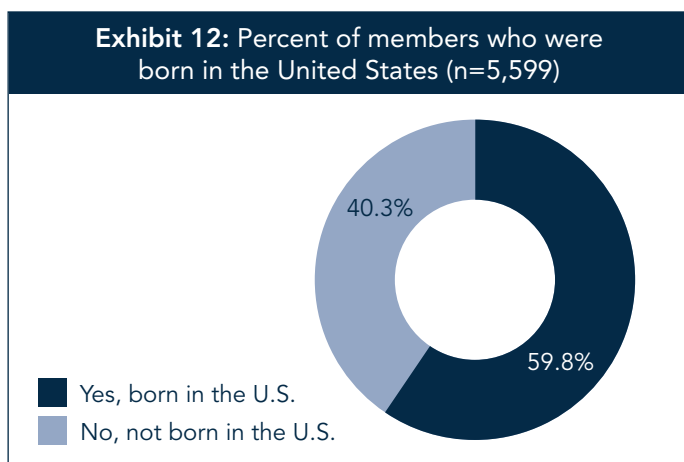 Exhibit 12: Percent of members who were
born in the United States (n=5,599)
40.3%
59.8%
Yes, born in the U.S.
No, not born in the U.S.